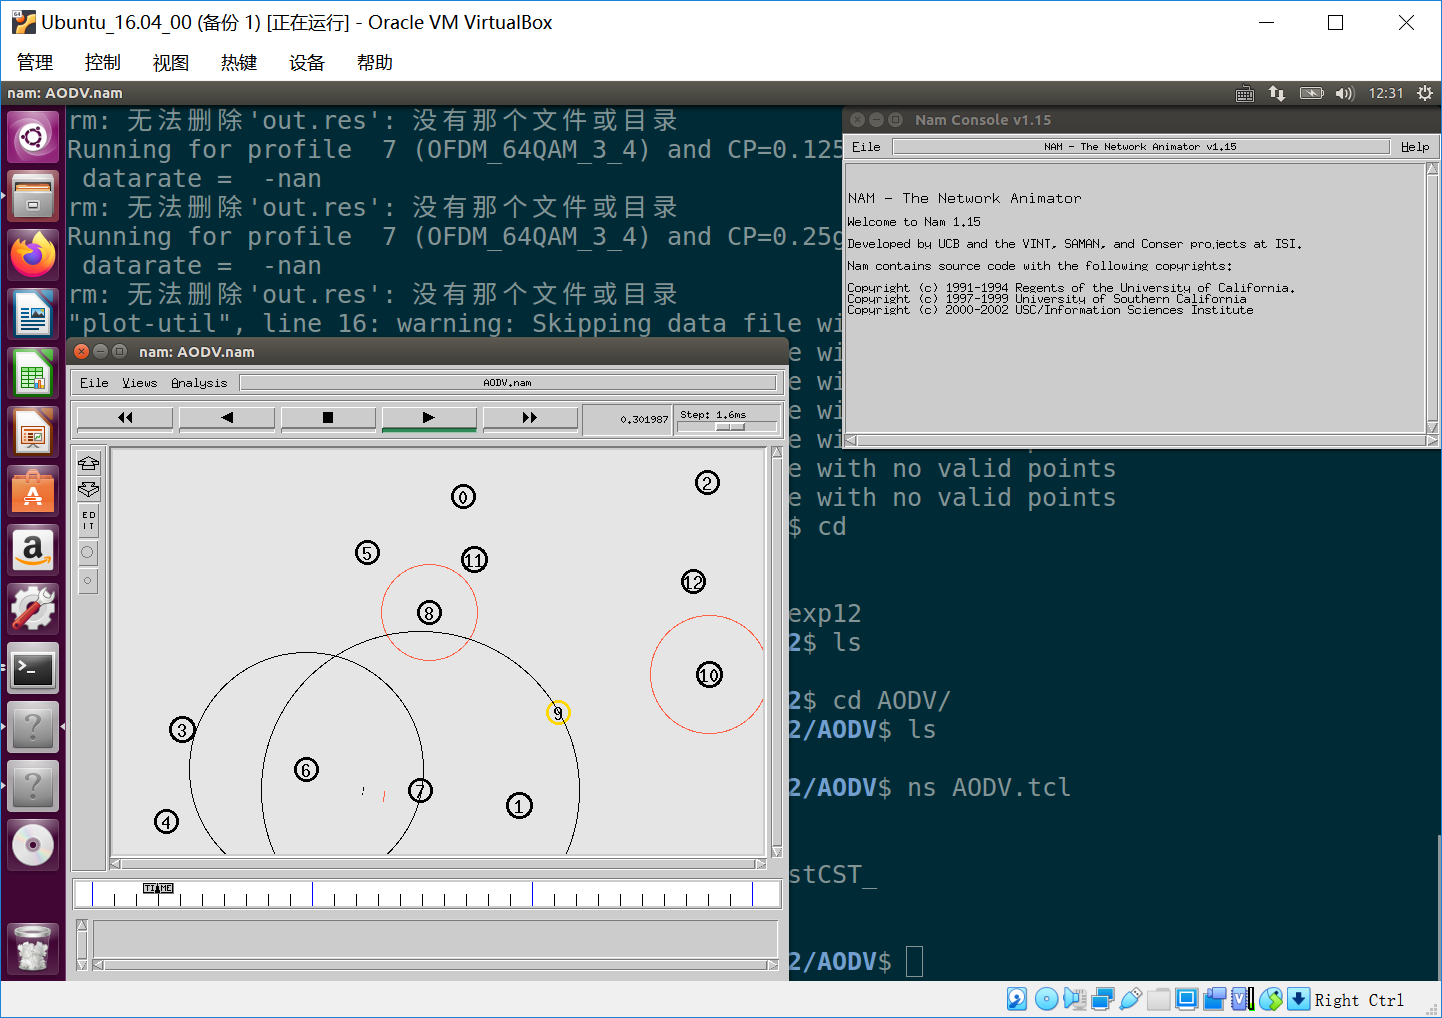 Ubuntu_16.04_00 (备份 1) [正在运行] - Oracle VM VirtualBox
管理 控制 视图 热键 设备 帮助
nam: AODV.nam 12:31
rm: 无法删除'out.res': 没有那个文件或目录
Running for profile 7 (OFDM_64QAM_3_4) and CP=0.125
datarate = -nan
rm: 无法删除'out.res': 没有那个文件或目录
Running for profile 7 (OFDM_64QAM_3_4) and CP=0.25g
datarate = -nan
rm: 无法删除'out.res': 没有那个文件或目录
"plot-util", line 16: warning: Skipping data file wi
e wi
e wi
e wi
e wi
e with no valid points
e with no valid points
$ cd
exp12
2$ ls
2$ cd AODV/
2/AODV$ ls
2/AODV$ ns AODV.tcl
stCST_
2/AODV$
Nam Console v1.15
File NAM - The Network Animator v1.15 Help
NAM - The Network Animator
Welcome to Nam 1.15
Developed by UCB and the VINT, SAMAN, and Conser projects at ISI.
Nam contains source code with the following copyrights:
Copyright (c) 1991-1994 Regents of the University of California.
Copyright (c) 1997-1999 University of Southern California
Copyright (c) 2000-2002 USC/Information Sciences Institute
nam: AODV.nam
File Views Analysis AODV.nam
0.301987 Step: 1.6ms
ED
IT
0
2
5
11
12
8
10
9
3
6
7
1
4
TIME
Right Ctrl